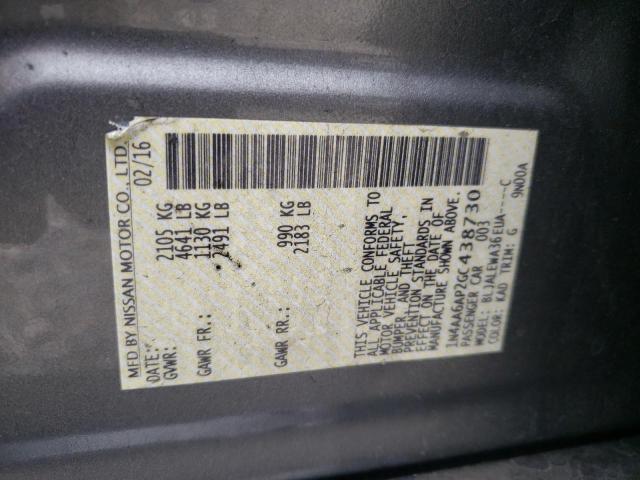 MFD BY NISSAN MOTOR CO., LTD.
DATE: 02/16
GVWR: 2105 KG
4641 LB
GAWR FR: 1130 KG
2491 LB
GAWR RR: 990 KG
2183 LB
THIS VEHICLE CONFORMS TO
ALL APPLICABLE FEDERAL
MOTOR VEHICLE SAFETY,
BUMPER, AND THEFT
PREVENTION STANDARDS IN
EFFECT ON THE DATE OF
MANUFACTURE SHOWN ABOVE.
1N4AA6AP2GC438730
PASSENGER CAR 003
MODEL: BLJALEWA36EUA----C
COLOR: KAD TRIM: G 9N00A